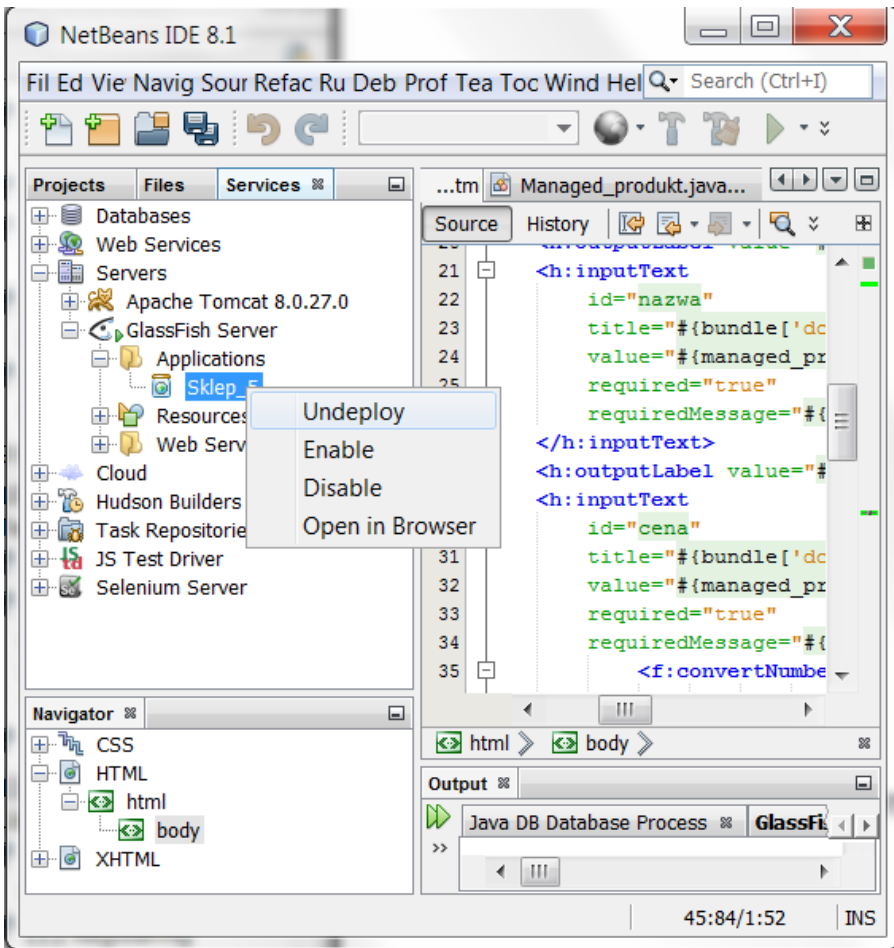 NetBeans IDE 8.1
Fil Ed Vie Navig Sour Refac Ru Deb Prof Tea Toc Wind Hel Search (Ctrl+I)
Projects Files Services
Databases
Web Services
Servers
Apache Tomcat 8.0.27.0
GlassFish Server
Applications
Sklep_
Resources
Web Serv
Cloud
Hudson Builders
Task Repositorie
JS Test Driver
Selenium Server
Undeploy
Enable
Disable
Open in Browser
...tm Managed_produkt.java...
Source History
<h:outputLabel value="
21 <h:inputText
22 id="nazwa"
23 title="#{bundle['dc
24 value="#{managed_pr
25 required="true"
requiredMessage="#{
</h:inputText>
<h:outputLabel value="#
<h:inputText
id="cena"
31 title="#{bundle['dc
32 value="#{managed_pr
33 required="true"
34 requiredMessage="#{
35 <f:convertNumbe
html body
Navigator
CSS
HTML
html
body
XHTML
Output
Java DB Database Process GlassFis
45:84/1:52 INS